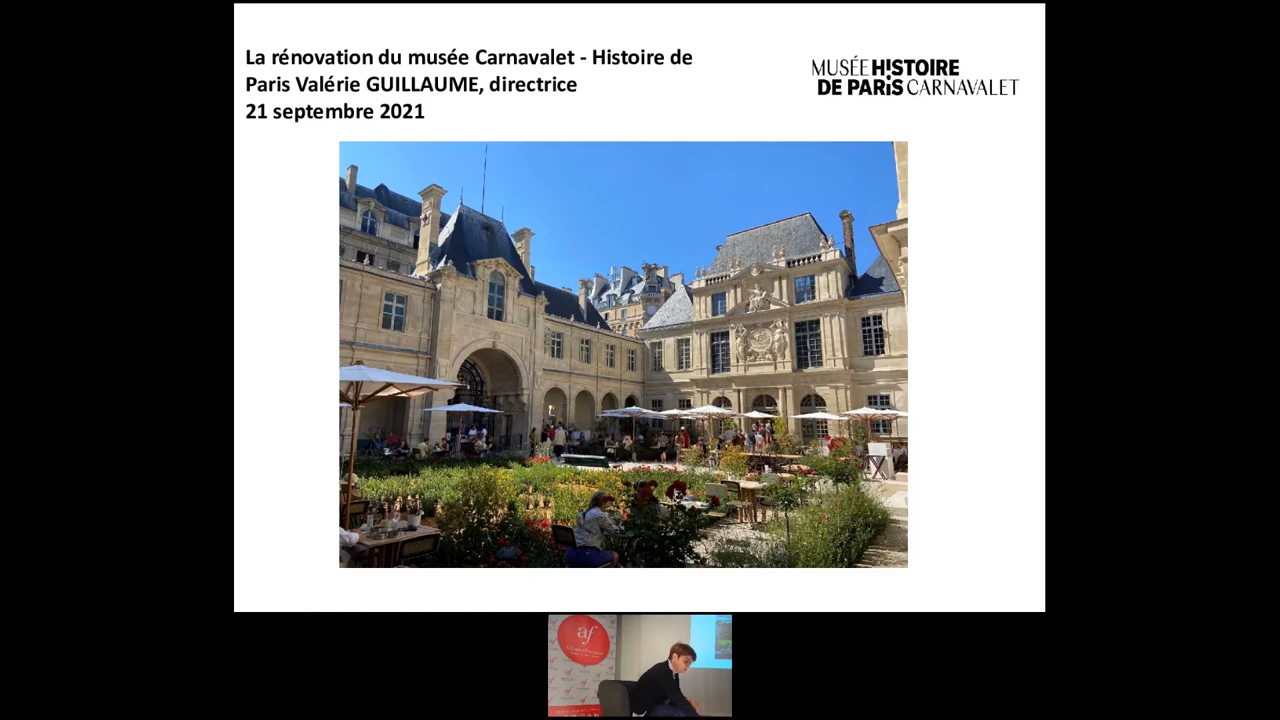 La rénovation du musée Carnavalet - Histoire de
Paris Valérie GUILLAUME, directrice
21 septembre 2021
MUSÉE HISTOIRE
DE PARIS CARNAVALET
af